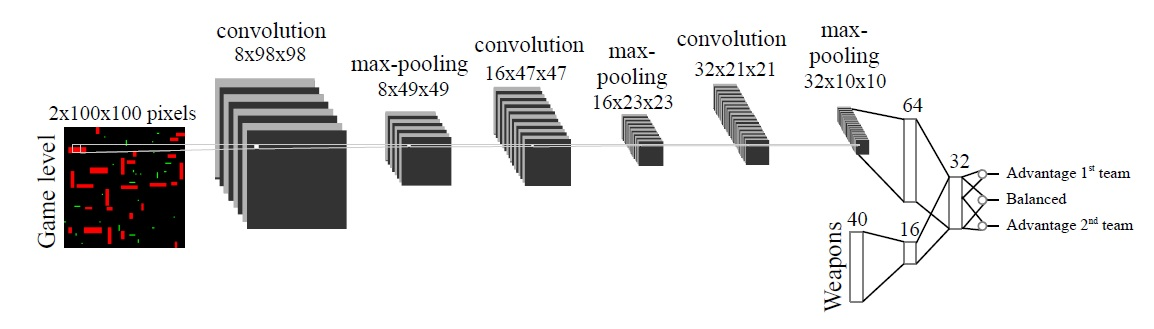 convolution
8x98x98
max-pooling
8x49x49
convolution
16x47x47
max-
pooling
16x23x23
convolution
32x21x21
max-
pooling
32x10x10
2x100x100 pixels
Game level
64
32
Advantage 1st team
Balanced
Advantage 2nd team
40
16
Weapons